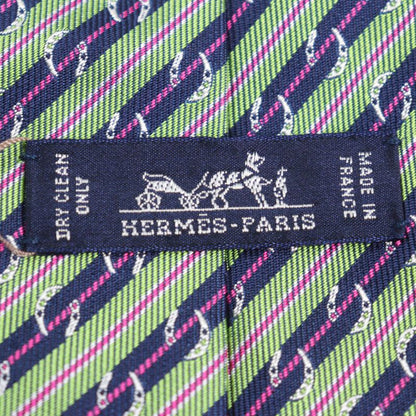 DRY CLEAN
ONLY
HERMÈS-PARIS
MADE IN
FRANCE